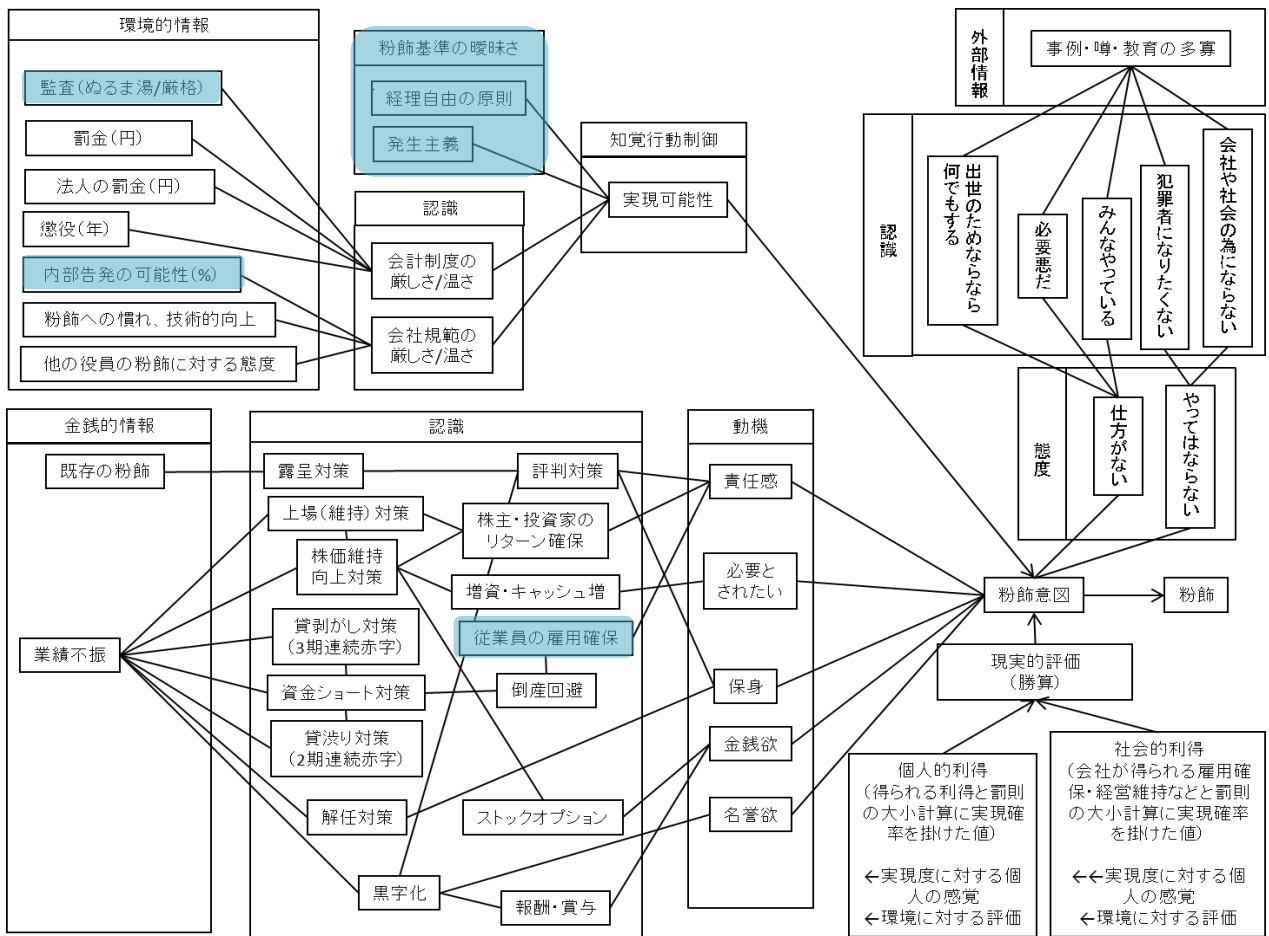 環境的情報
監査(ぬるま湯/厳格)
罰金(円)
法人の罰金(円)
懲役(年)
内部告発の可能性(%)
粉飾への慣れ、技術的向上
他の役員の粉飾に対する態度
粉飾基準の曖昧さ
経理自由の原則
発生主義
認識
会計制度の
厳しさ/温さ
会社規範の
厳しさ/温さ
知覚行動制御
実現可能性
外部情報
事例・噂・教育の多寡
認識
出世のためならなら
何でもする
必要悪だ
みんなやっている
犯罪者になりたくない
会社や社会の為にならない
態度
仕方がない
やってはならない
金銭的情報
既存の粉飾
業績不振
認識
露呈対策
評判対策
上場(維持)対策
株主・投資家の
リターン確保
株価維持
向上対策
増資・キャッシュ増
貸剥がし対策
(3期連続赤字)
従業員の雇用確保
資金ショート対策
倒産回避
貸渋り対策
(2期連続赤字)
解任対策
ストックオプション
黒字化
報酬・賞与
動機
責任感
必要と
されたい
保身
金銭欲
名誉欲
粉飾意図
粉飾
現実的評価
(勝算)
個人的利得
(得られる利得と罰則
の大小計算に実現確
率を掛けた値)
←実現度に対する個
人の感覚
←環境に対する評価
社会的利得
(会社が得られる雇用確
保・経営維持などと罰則
の大小計算に実現確率
を掛けた値)
←←実現度に対する個
人の感覚
←環境に対する評価